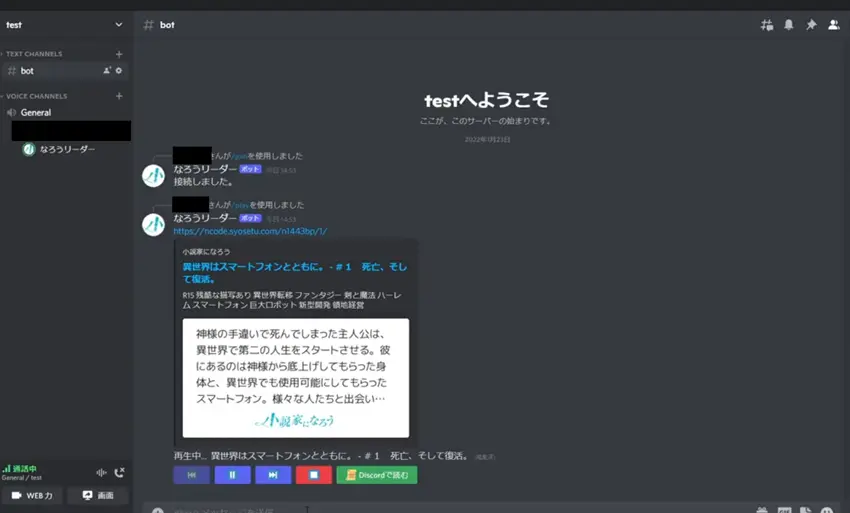 test
# bot
TEXT CHANNELS
# bot
VOICE CHANNELS
General
なろうリーダー
testへようこそ
ここが、このサーバーの始まりです。
2022年1月21日
さんが/joinを使用しました
なろうリーダー ボット
接続しました。
さんが/playを使用しました
なろうリーダー ボット 今日 14:53
https://ncode.syosetu.com/n1443bp/1/
小説家になろう
異世界はスマートフォンとともに。 - #1 死亡、そし
て復活。
R15 残酷な描写あり 異世界転移 ファンタジー 剣と魔法 ハーレ
ム スマートフォン 巨大ロボット 新型開発 領地経営
神様の手違いで死んでしまった主人公は、
異世界で第二の人生をスタートさせる。彼
にあるのは神様から底上げしてもらった身
体と、異世界でも使用可能にしてもらった
スマートフォン。様々な人たちと出会い…
小説家になろう
再生中... 異世界はスマートフォンとともに。 - #1 死亡、そして復活。
Discordで読む
通話中
General / test
WEB カ
画面